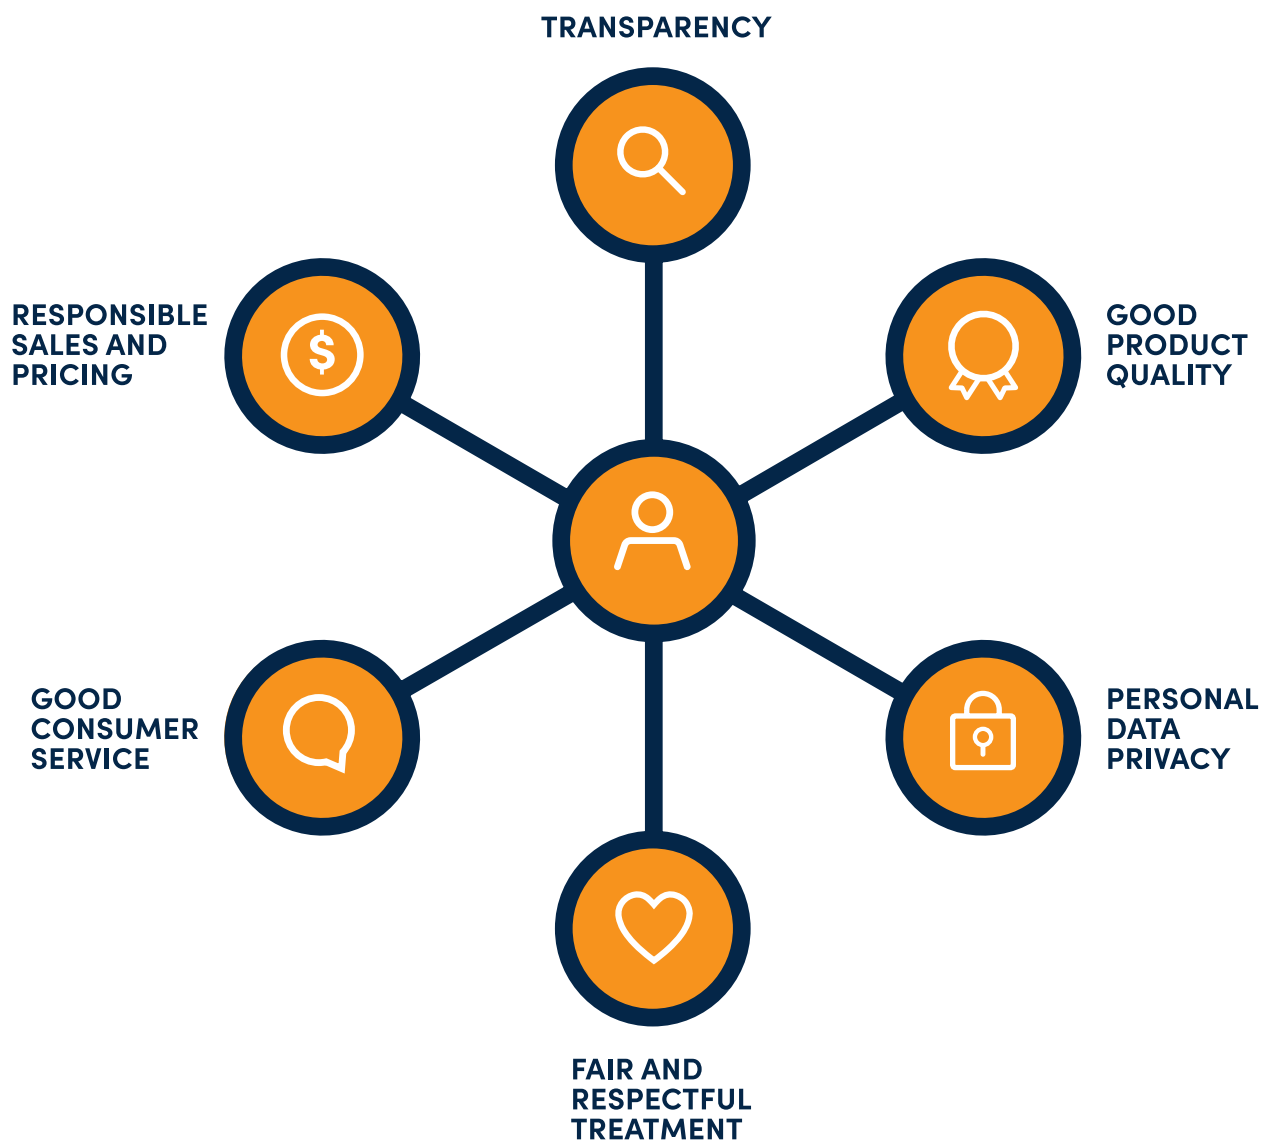 TRANSPARENCY
RESPONSIBLE
SALES AND
PRICING
$
GOOD
PRODUCT
QUALITY
GOOD
CONSUMER
SERVICE
PERSONAL
DATA
PRIVACY
FAIR AND
RESPECTFUL
TREATMENT